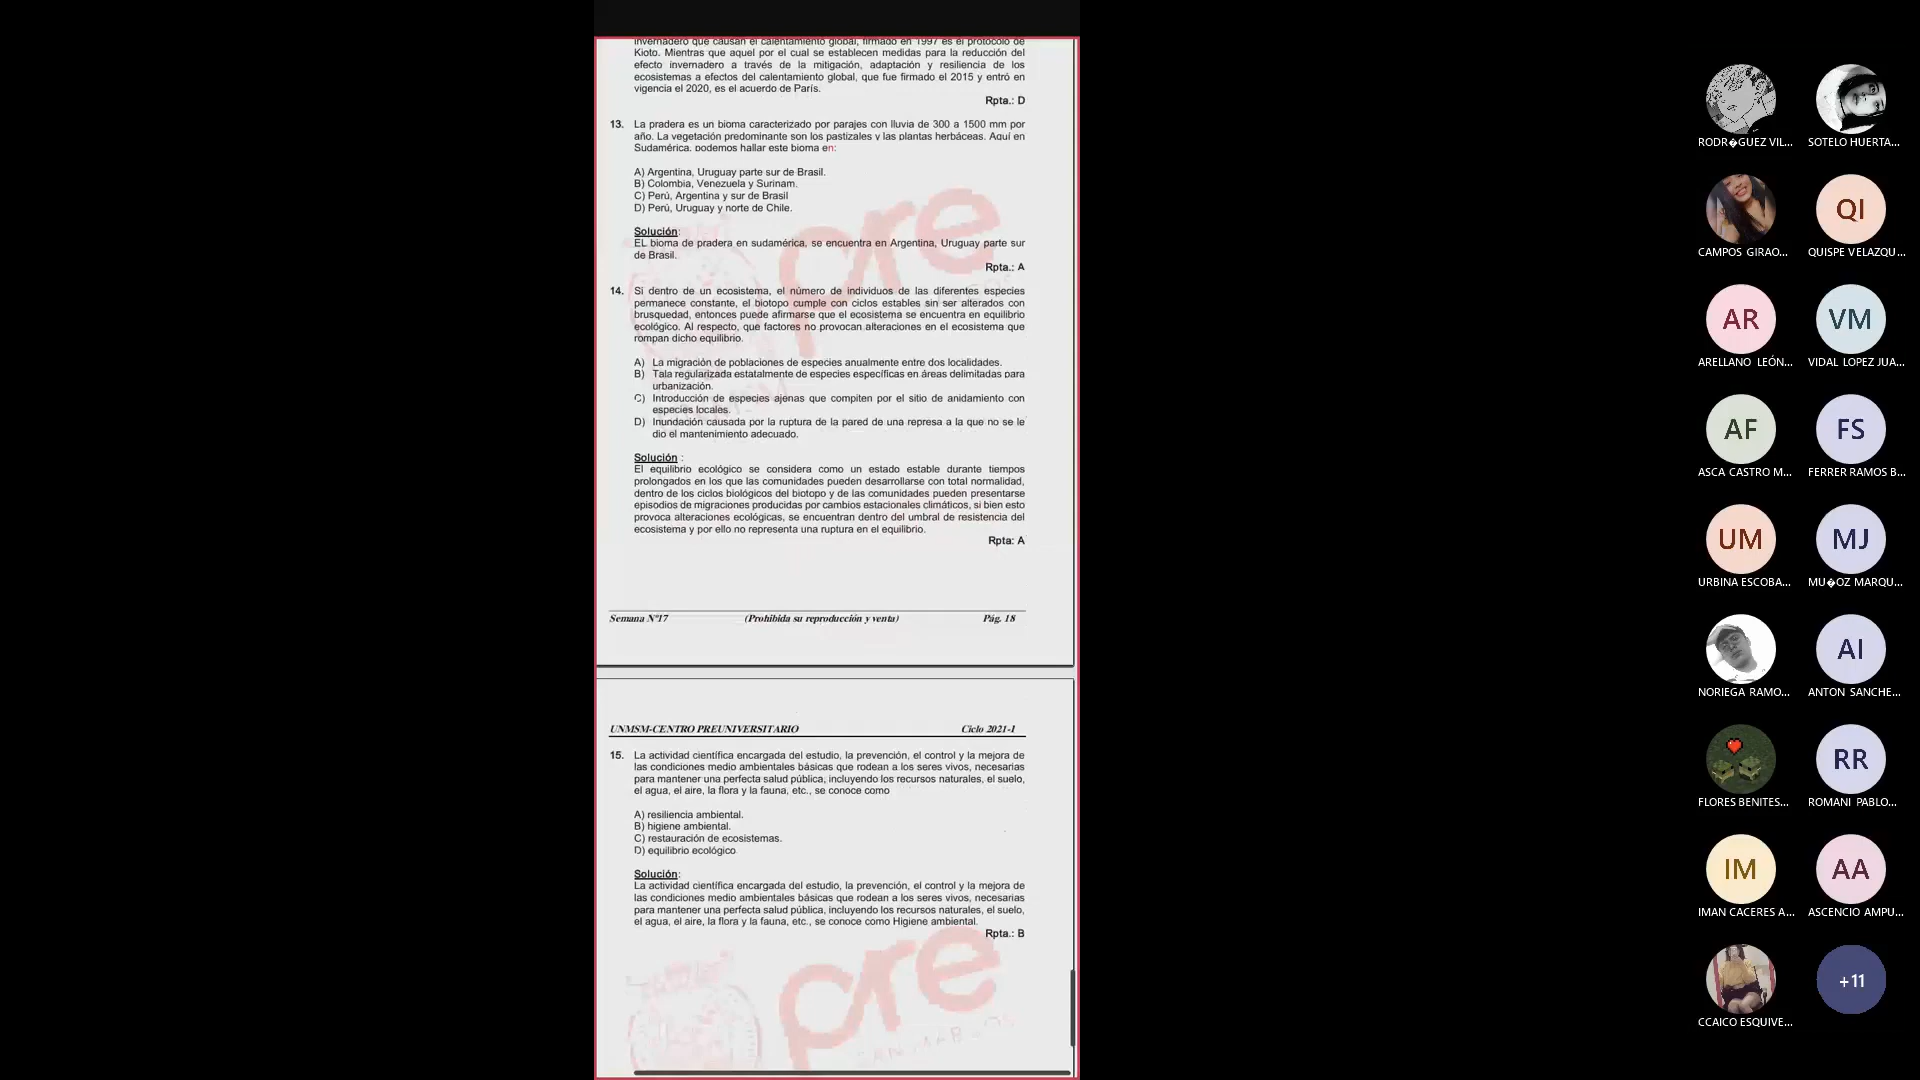 invernadero que causan el calentamiento global, firmado en 1997 es el protocolo de
Kioto. Mientras que aquel por el cual se establecen medidas para la reducción del
efecto invernadero a través de la mitigación, adaptación y resiliencia de los
ecosistemas a efectos del calentamiento global, que fue firmado el 2015 y entró en
vigencia el 2020, es el acuerdo de París.
Rpta.: D
13. La pradera es un bioma caracterizado por parajes con lluvia de 300 a 1500 mm por
año. La vegetación predominante son los pastizales y las plantas herbáceas. Aquí en
Sudamérica, podemos hallar este bioma en:
A) Argentina, Uruguay parte sur de Brasil.
B) Colombia, Venezuela y Surinam.
C) Perú, Argentina y sur de Brasil
D) Perú, Uruguay y norte de Chile.
Solución:
EL bioma de pradera en sudamérica, se encuentra en Argentina, Uruguay parte sur
de Brasil.
Rpta.: A
14. Si dentro de un ecosistema, el número de individuos de las diferentes especies
permanece constante, el biotopo cumple con ciclos estables sin ser alterados con
brusquedad, entonces puede afirmarse que el ecosistema se encuentra en equilibrio
ecológico. Al respecto, que factores no provocan alteraciones en el ecosistema que
rompan dicho equilibrio.
A) La migración de poblaciones de especies anualmente entre dos localidades.
B) Tala regularizada estatalmente de especies específicas en áreas delimitadas para
urbanización.
C) Introducción de especies ajenas que compiten por el sitio de anidamiento con
especies locales.
D) Inundación causada por la ruptura de la pared de una represa a la que no se le
dio el mantenimiento adecuado.
Solución :
El equilibrio ecológico se considera como un estado estable durante tiempos
prolongados en los que las comunidades pueden desarrollarse con total normalidad,
dentro de los ciclos biológicos del biotopo y de las comunidades pueden presentarse
episodios de migraciones producidas por cambios estacionales climáticos, si bien esto
provoca alteraciones ecológicas, se encuentran dentro del umbral de resistencia del
ecosistema y por ello no representa una ruptura en el equilibrio.
Rpta: A
Semana Nº17 (Prohibida su reproducción y venta) Pág. 18
UNMSM-CENTRO PREUNIVERSITARIO Ciclo 2021-I
15. La actividad científica encargada del estudio, la prevención, el control y la mejora de
las condiciones medio ambientales básicas que rodean a los seres vivos, necesarias
para mantener una perfecta salud pública, incluyendo los recursos naturales, el suelo,
el agua, el aire, la flora y la fauna, etc., se conoce como
A) resiliencia ambiental.
B) higiene ambiental.
C) restauración de ecosistemas.
D) equilibrio ecológico
Solución:
La actividad científica encargada del estudio, la prevención, el control y la mejora de
las condiciones medio ambientales básicas que rodean a los seres vivos, necesarias
para mantener una perfecta salud pública, incluyendo los recursos naturales, el suelo,
el agua, el aire, la flora y la fauna, etc., se conoce como Higiene ambiental.
Rpta.: B
pre
pre
RODR�GUEZ VIL... SOTELO HUERTA...
QI
CAMPOS GIRAO... QUISPE VELAZQU...
AR VM
ARELLANO LEÓN... VIDAL LOPEZ JUA...
AF FS
ASCA CASTRO M... FERRER RAMOS B...
UM MJ
URBINA ESCOBA... MU�OZ MARQU...
AI
NORIEGA RAMO... ANTON SANCHE...
RR
FLORES BENITES... ROMANI PABLO...
IM AA
IMAN CACERES A... ASCENCIO AMPU...
+11
CCAICO ESQUIVE...